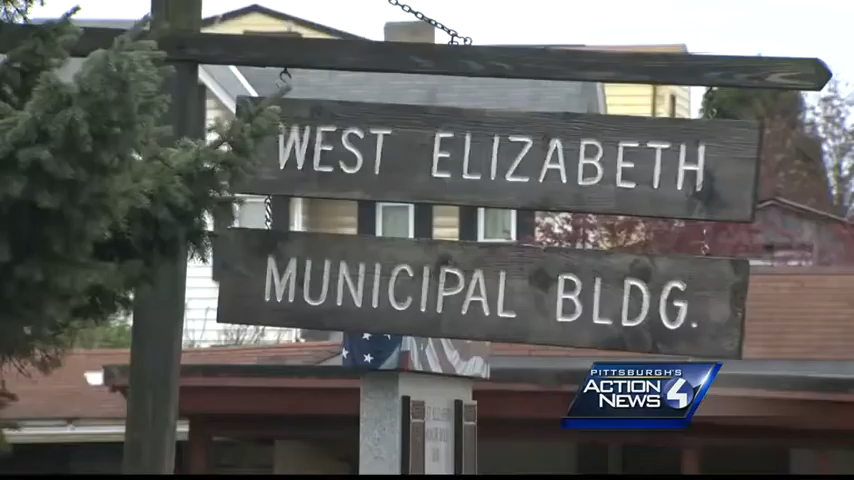 WEST ELIZABETH
MUNICIPAL BLDG.
PITTSBURGH'S
ACTION
NEWS 4